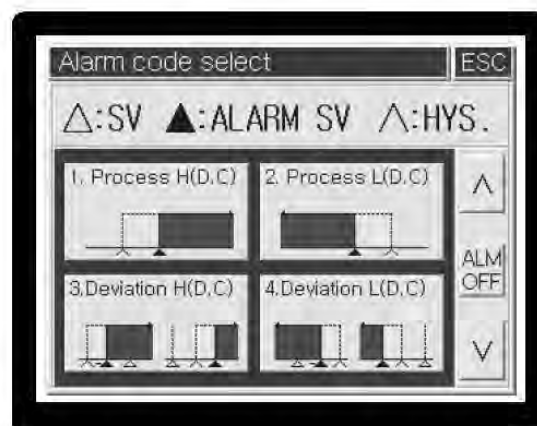 Alarm code select ESC
△:SV ▲:ALARM SV ∧:HYS.
1. Process H(D,C) 2. Process L(D,C)
3.Deviation H(D,C) 4.Deviation L(D,C)
ALM
OFF